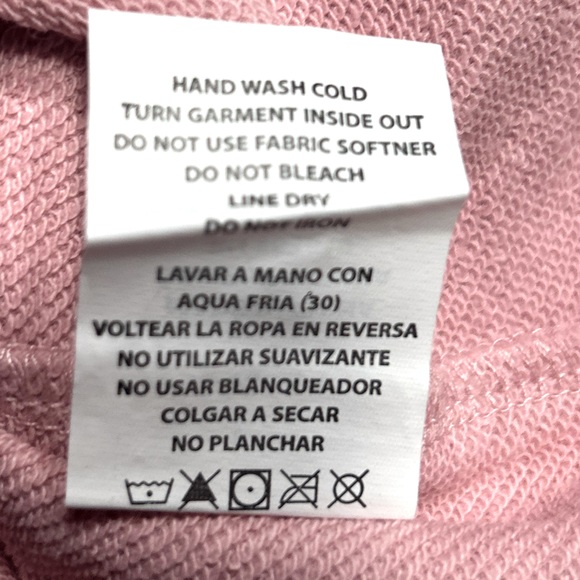 HAND WASH COLD
TURN GARMENT INSIDE OUT
DO NOT USE FABRIC SOFTNER
DO NOT BLEACH
LINE DRY
DO NOT IRON
LAVAR A MANO CON
AQUA FRIA (30)
VOLTEAR LA ROPA EN REVERSA
NO UTILIZAR SUAVIZANTE
NO USAR BLANQUEADOR
COLGAR A SECAR
NO PLANCHAR